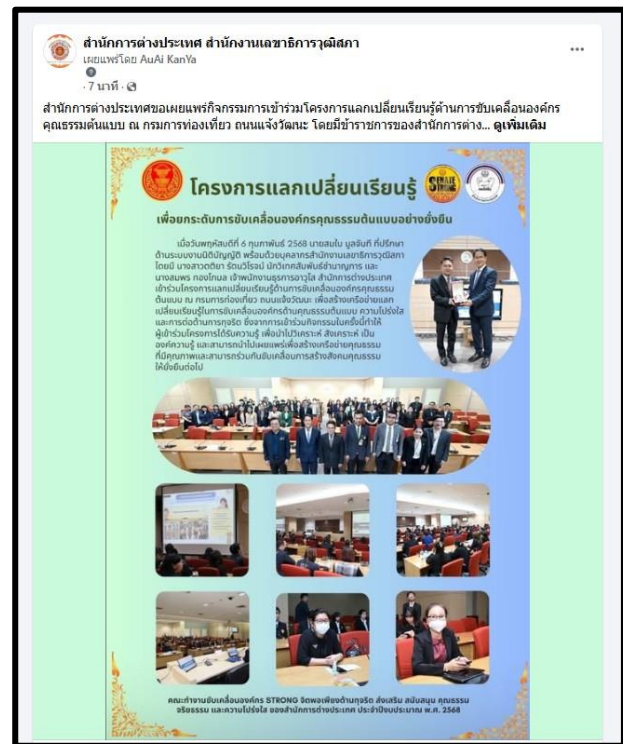 สำนักการต่างประเทศ สำนักงานเลขาธิการวุฒิสภา
เผยแพร่โดย AuAi KanYa
· 7 นาที ·
สำนักการต่างประเทศขอเผยแพร่กิจกรรมการเข้าร่วมโครงการแลกเปลี่ยนเรียนรู้ด้านการขับเคลื่อนองค์กร
คุณธรรมต้นแบบ ณ กรมการท่องเที่ยว ถนนแจ้งวัฒนะ โดยมีข้าราชการของสำนักการต่าง... ดูเพิ่มเติม
โครงการแลกเปลี่ยนเรียนรู้
SENATE
STRONG
เพื่อยกระดับการขับเคลื่อนองค์กรคุณธรรมต้นแบบอย่างยั่งยืน
เมื่อวันพฤหัสบดีที่ 6 กุมภาพันธ์ 2568 นายสมใบ มูลจันที ที่ปรึกษา
ด้านระบบงานนิติบัญญัติ พร้อมด้วยบุคลากรสำนักงานเลขาธิการวุฒิสภา
โดยมี นางสาวตติยา รัตนวิโรจน์ นักวิเทศสัมพันธ์ชำนาญการ และ
นางสมพร ทองโกมล เจ้าพนักงานธุรการอาวุโส สำนักการต่างประเทศ
เข้าร่วมโครงการแลกเปลี่ยนเรียนรู้ด้านการขับเคลื่อนองค์กรคุณธรรม
ต้นแบบ ณ กรมการท่องเที่ยว ถนนแจ้งวัฒนะ เพื่อสร้างเครือข่ายแลก
เปลี่ยนเรียนรู้ในการขับเคลื่อนองค์กรด้านคุณธรรมต้นแบบ ความโปร่งใส
และการต่อต้านการทุจริต ซึ่งจากการเข้าร่วมกิจกรรมในครั้งนี้ทำให้
ผู้เข้าร่วมโครงการได้รับความรู้ เพื่อนำไปวิเคราะห์ สังเคราะห์ เป็น
องค์ความรู้ และสามารถนำไปเผยแพร่เพื่อสร้างเครือข่ายคุณธรรม
ที่มีคุณภาพและสามารถร่วมกันขับเคลื่อนการสร้างสังคมคุณธรรม
ให้ยั่งยืนต่อไป
คณะทำงานขับเคลื่อนองค์กร STRONG จิตพอเพียงต้านทุจริต ส่งเสริม สนับสนุน คุณธรรม
จริยธรรม และความโปร่งใส ของสำนักการต่างประเทศ ประจำปีงบประมาณ พ.ศ. 2568